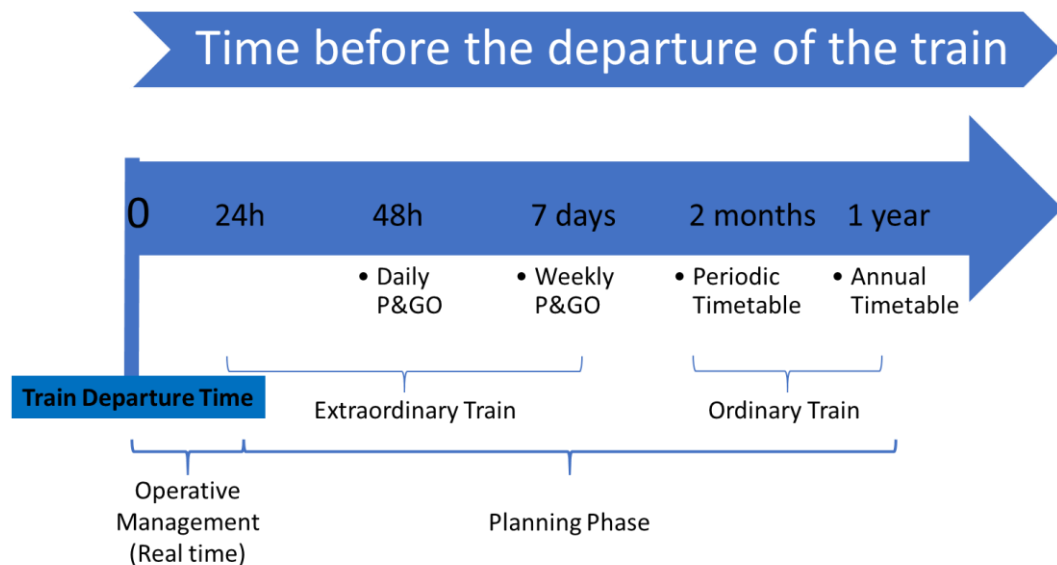 Time before the departure of the train
0 24h 48h 7 days 2 months 1 year
• Daily P&GO
• Weekly P&GO
• Periodic Timetable
• Annual Timetable
Train Departure Time
Extraordinary Train
Ordinary Train
Operative
Management
(Real time)
Planning Phase